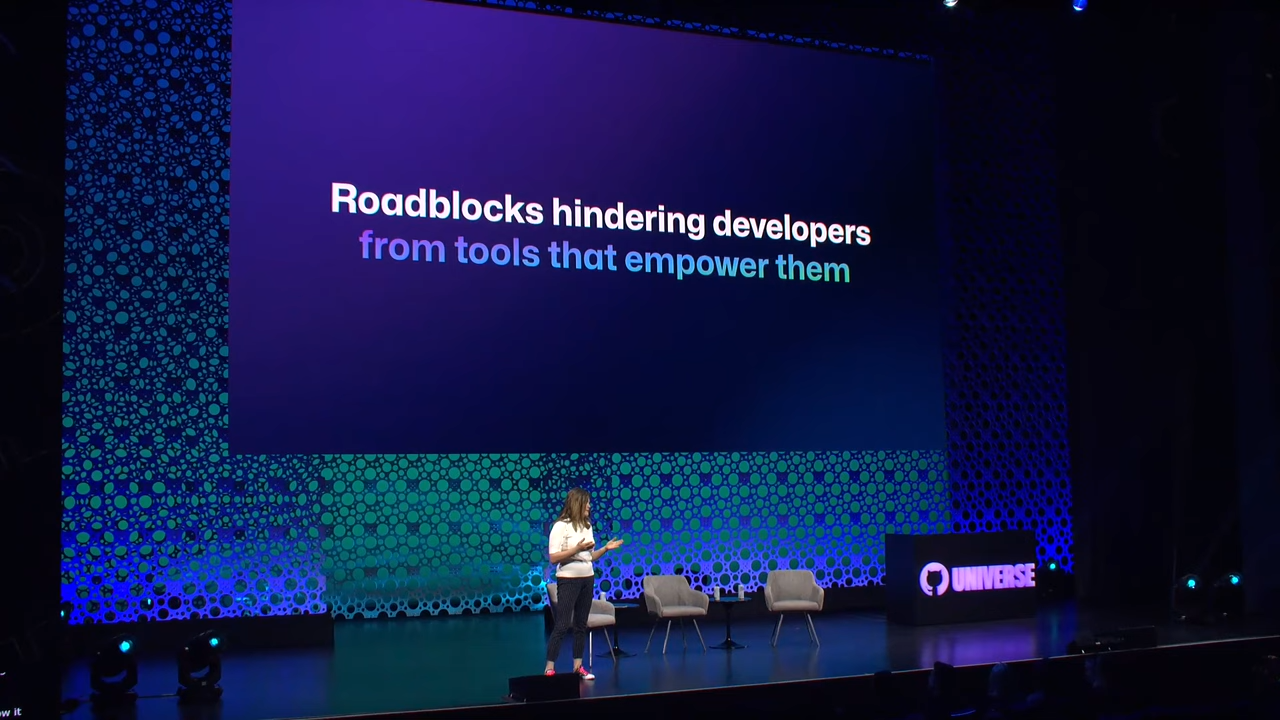 Roadblocks hindering developers
from tools that empower them
UNIVERSE